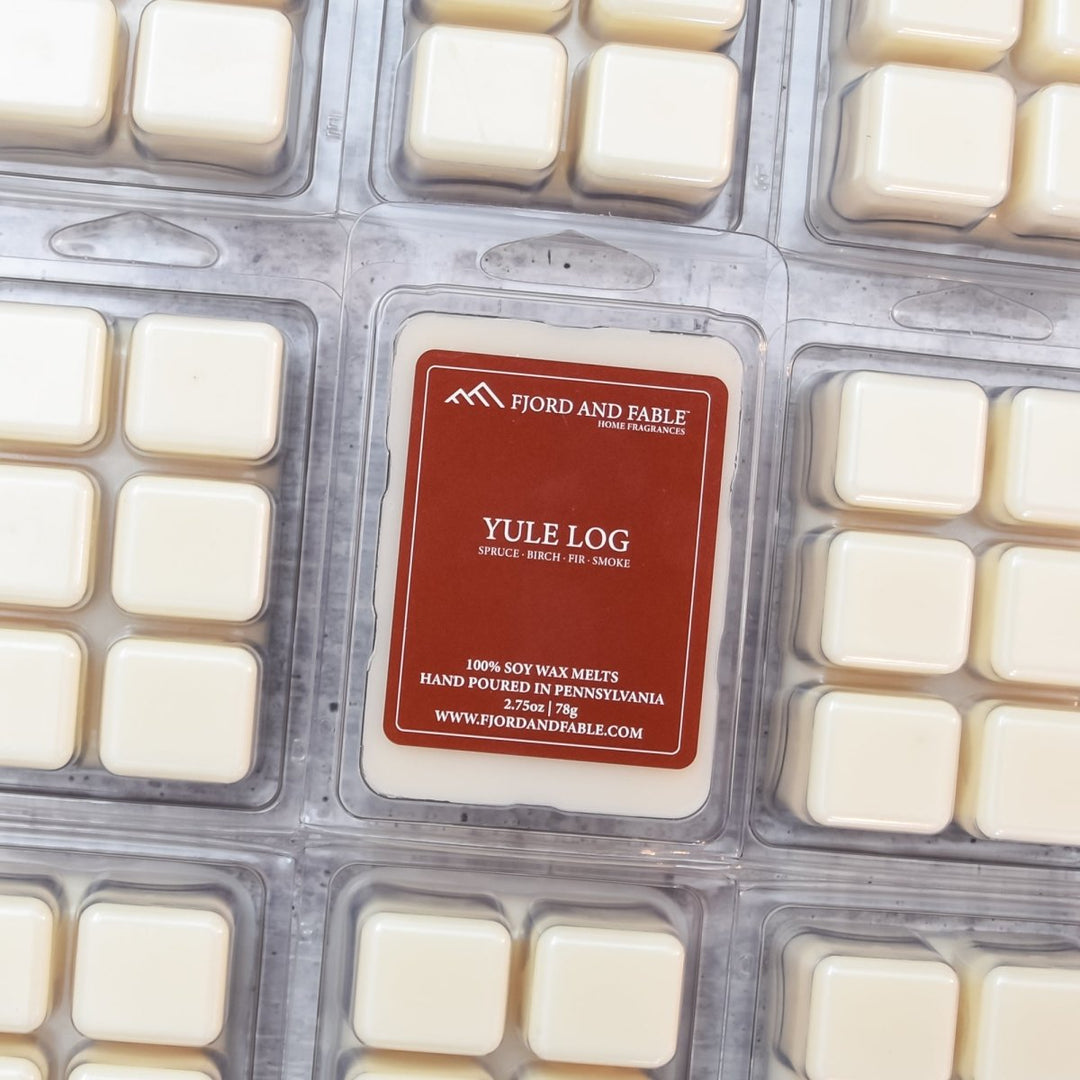 FJORD AND FABLE™
HOME FRAGRANCES
YULE LOG
SPRUCE · BIRCH · FIR · SMOKE
100% SOY WAX MELTS
HAND POURED IN PENNSYLVANIA
2.75oz | 78g
WWW.FJORDANDFABLE.COM